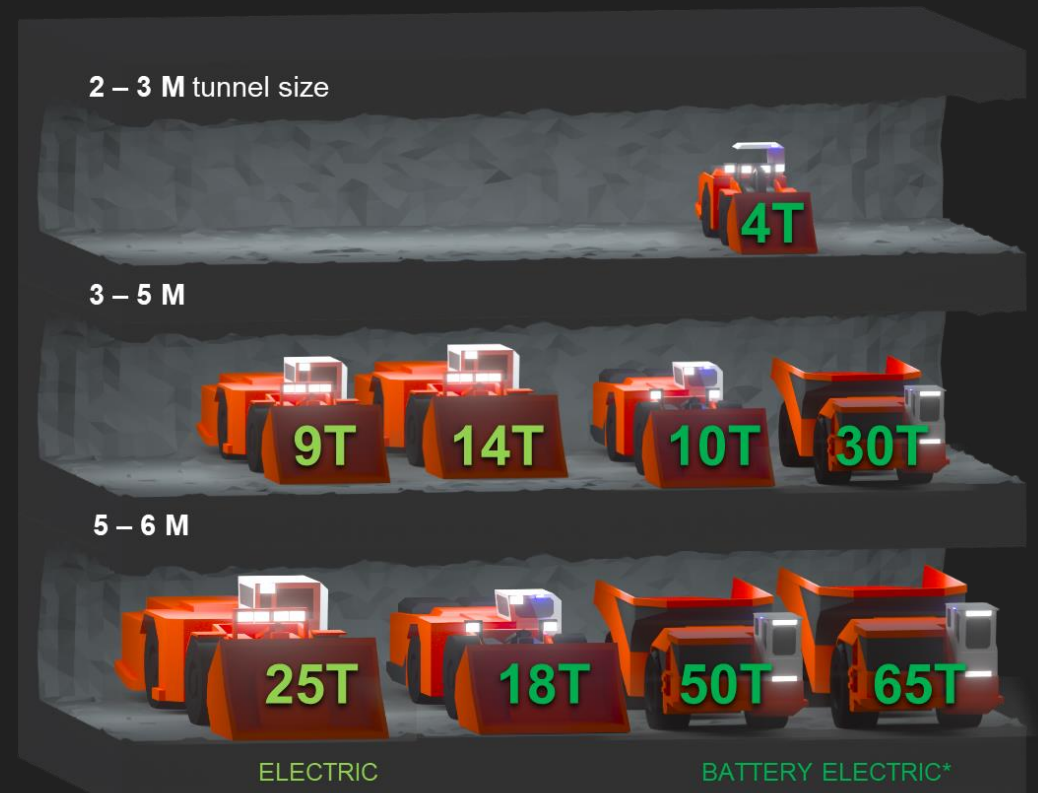 2 – 3 M tunnel size
4T
3 – 5 M
9T 14T 10T 30T
5 – 6 M
25T 18T 50T 65T
ELECTRIC BATTERY ELECTRIC*